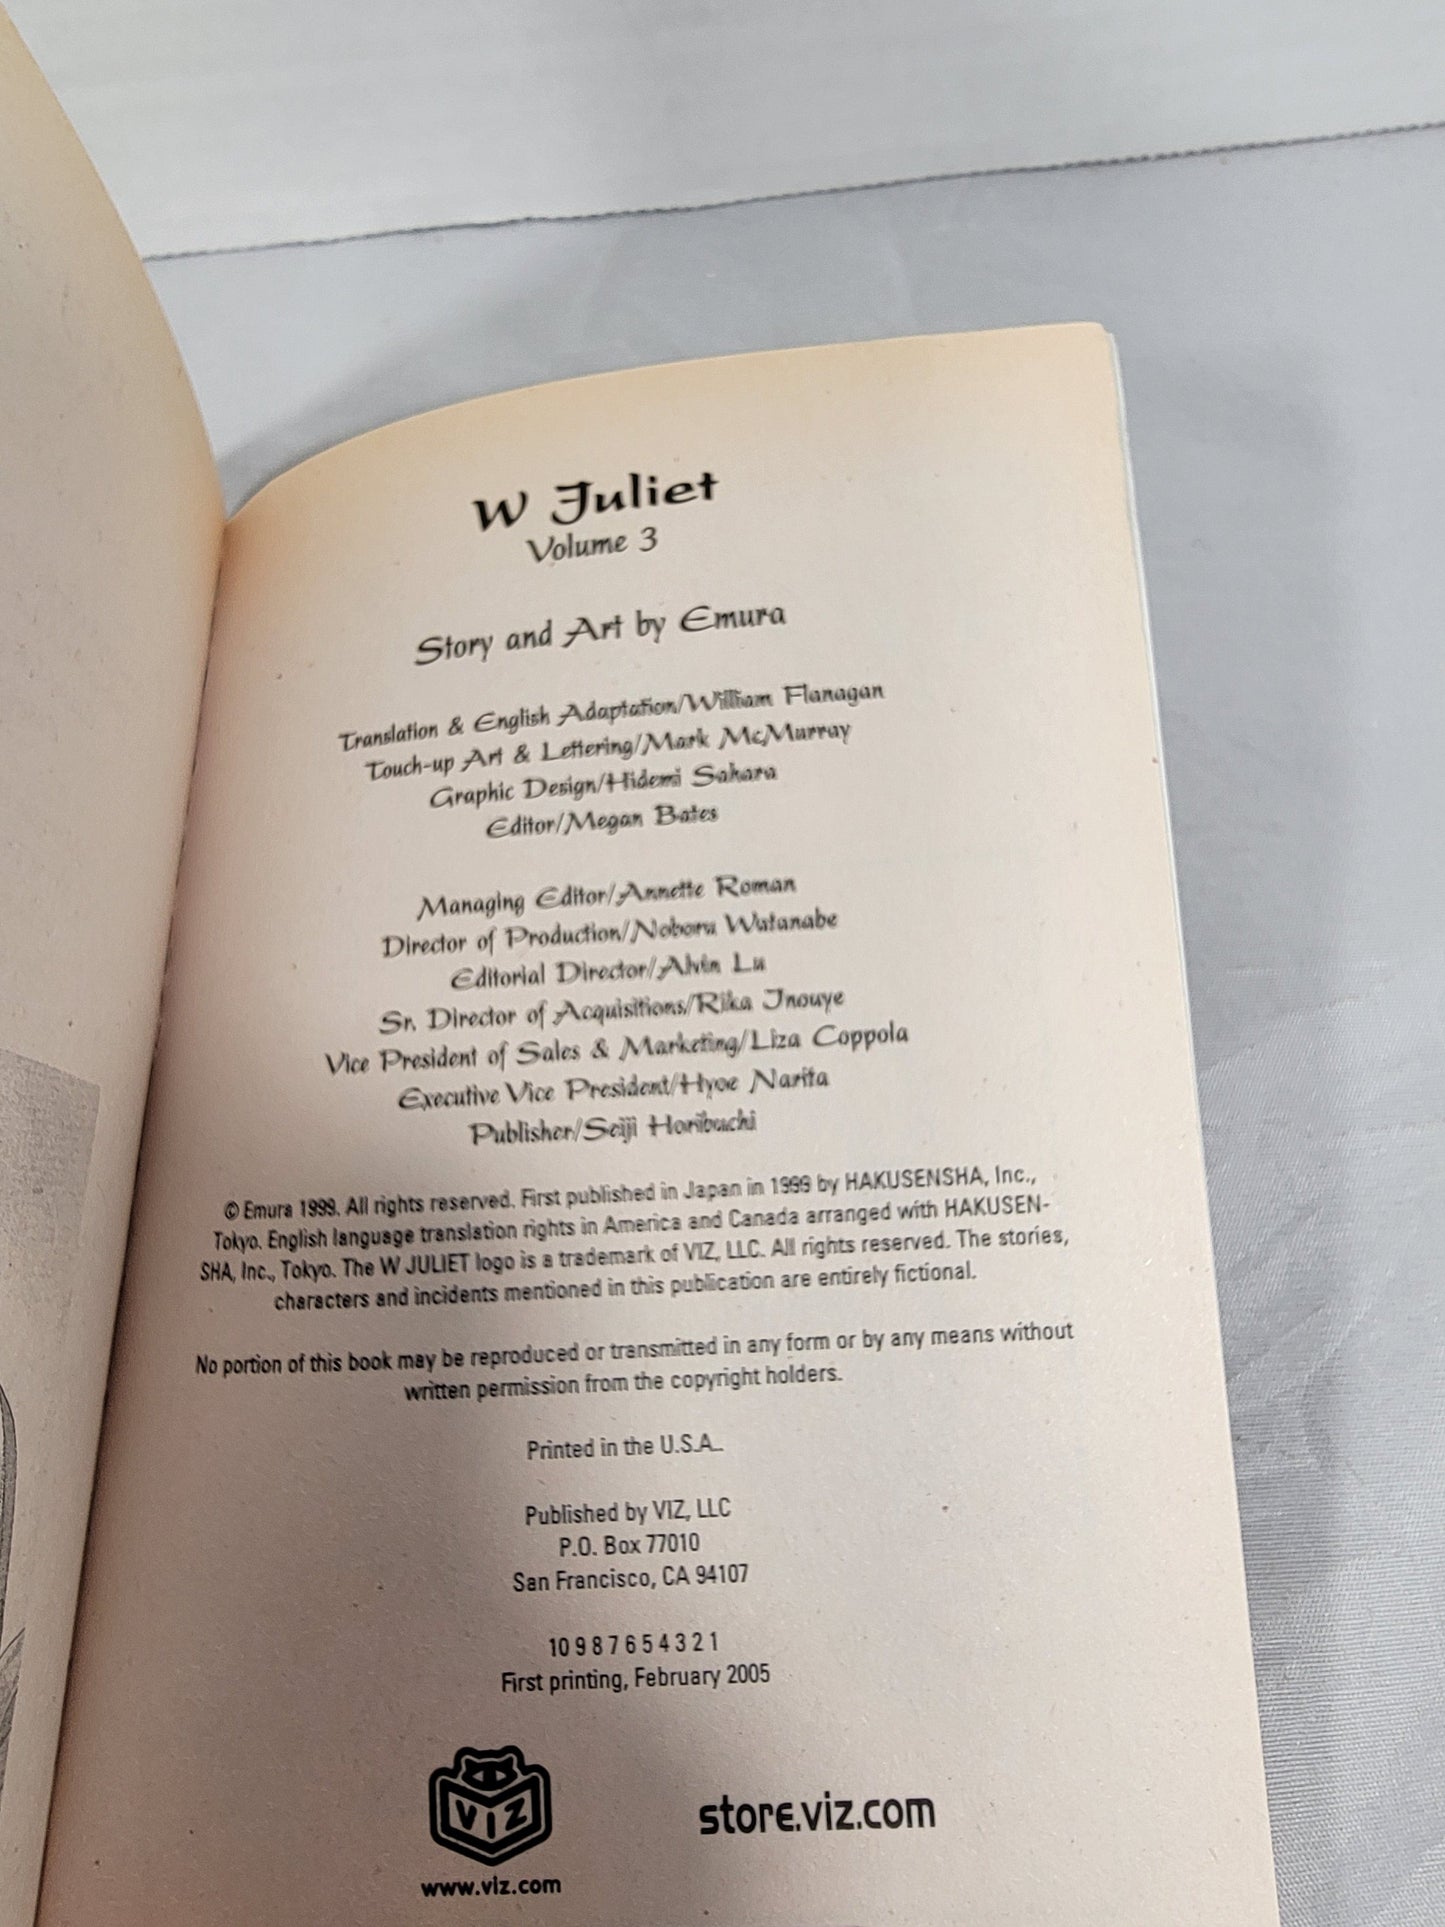 W Juliet
Volume 3
Story and Art by Emura
Translation & English Adaptation/William Flanagan
Touch-up Art & Lettering/Mark McMurray
Graphic Design/Hidemi Sahara
Editor/Megan Bates
Managing Editor/Annette Roman
Director of Production/Noboru Watanabe
Editorial Director/Alvin Lu
Sr. Director of Acquisitions/Rika Inouye
Vice President of Sales & Marketing/Liza Coppola
Executive Vice President/Hyoe Narita
Publisher/Seiji Horibuchi
© Emura 1999. All rights reserved. First published in Japan in 1999 by HAKUSENSHA, Inc.,
Tokyo. English language translation rights in America and Canada arranged with HAKUSEN-
SHA, Inc., Tokyo. The W JULIET logo is a trademark of VIZ, LLC. All rights reserved. The stories,
characters and incidents mentioned in this publication are entirely fictional.
No portion of this book may be reproduced or transmitted in any form or by any means without
written permission from the copyright holders.
Printed in the U.S.A.
Published by VIZ, LLC
P.O. Box 77010
San Francisco, CA 94107
10 9 8 7 6 5 4 3 2 1
First printing, February 2005
VIZ
www.viz.com
store.viz.com